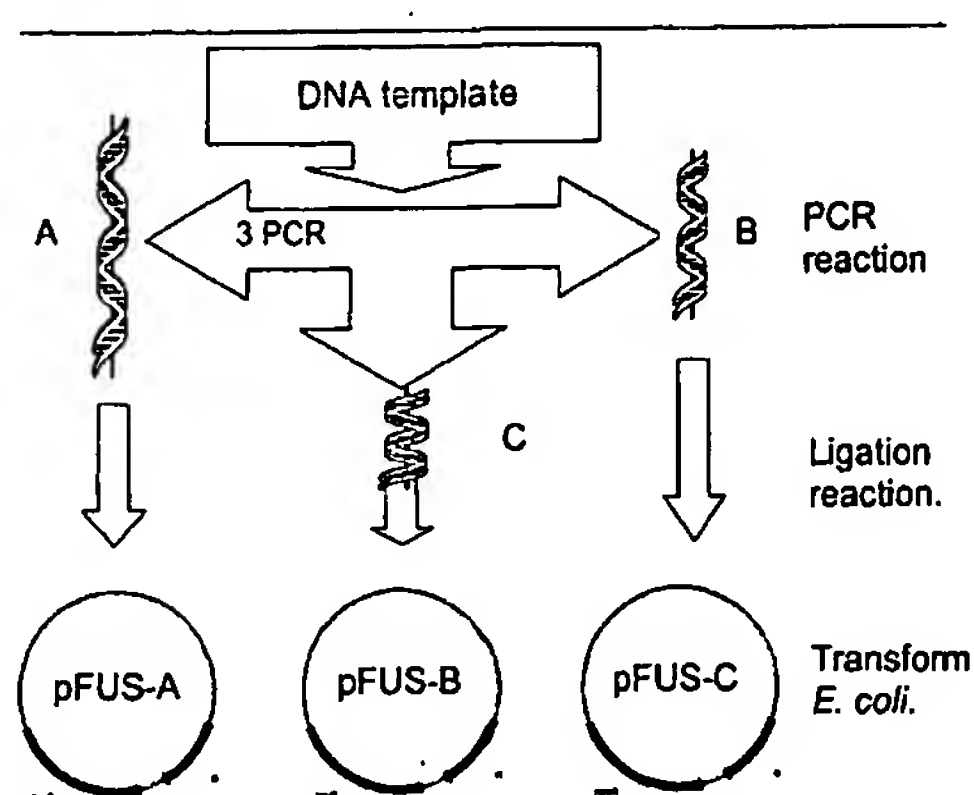 DNA template
A
3 PCR
B
PCR
reaction
C
Ligation
reaction.
pFUS-A
pFUS-B
pFUS-C
Transform
E. coli.